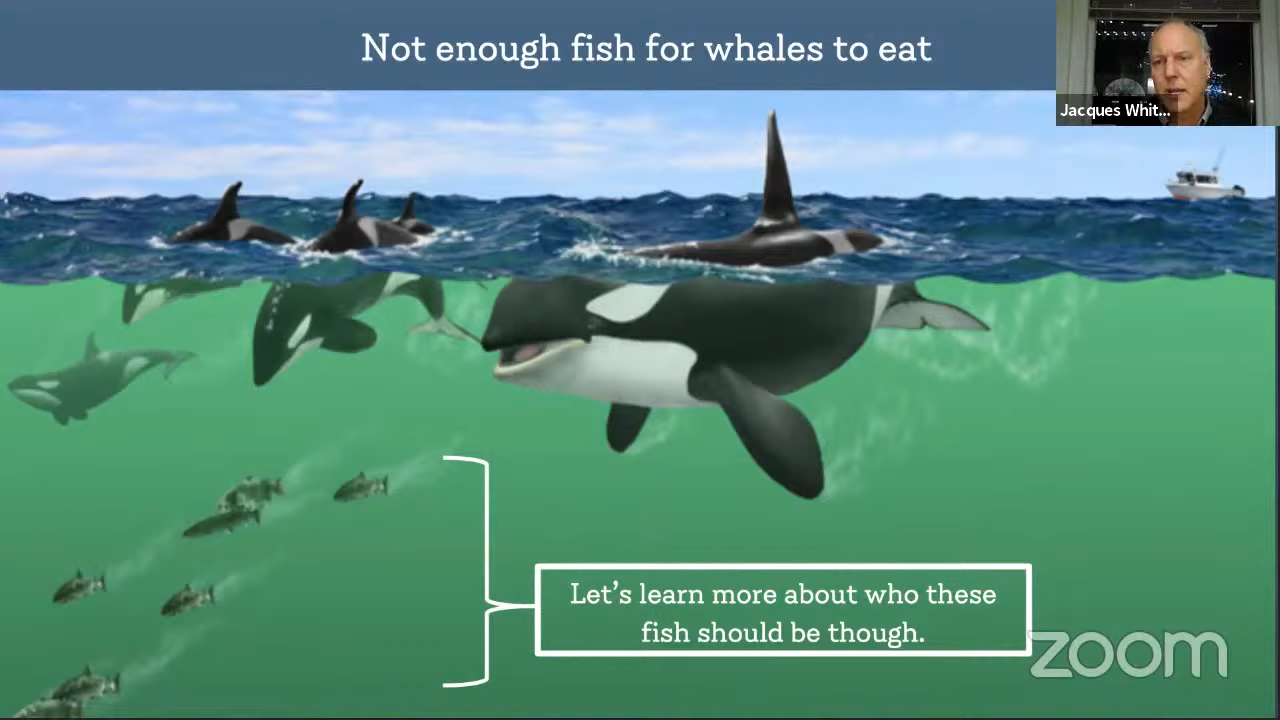 Not enough fish for whales to eat
Jacques Whit...
Let's learn more about who these
fish should be though.
zoom